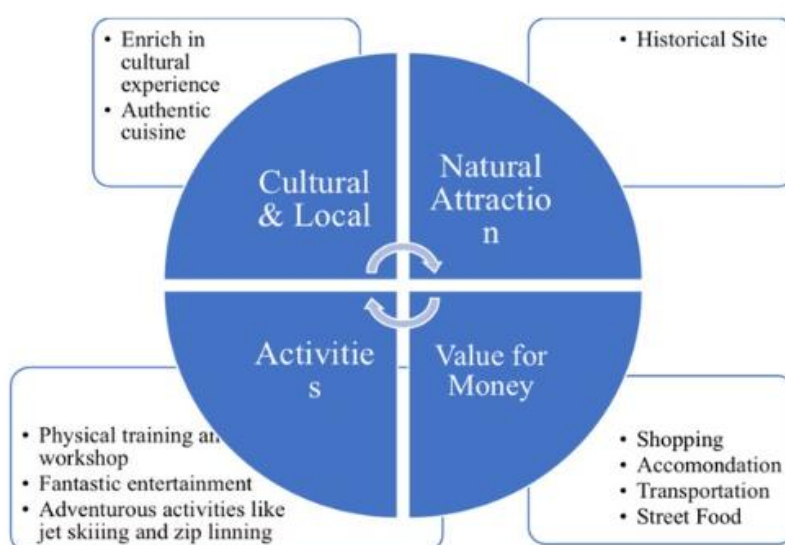 • Enrich in
cultural
experience
• Authentic
cuisine
• Historical Site
Cultural
& Local
Natural
Attractio
n
Activitie
s
Value for
Money
• Physical training an
workshop
• Fantastic entertainment
• Adventurous activities like
jet skiiing and zip linning
• Shopping
• Accomondation
• Transportation
• Street Food